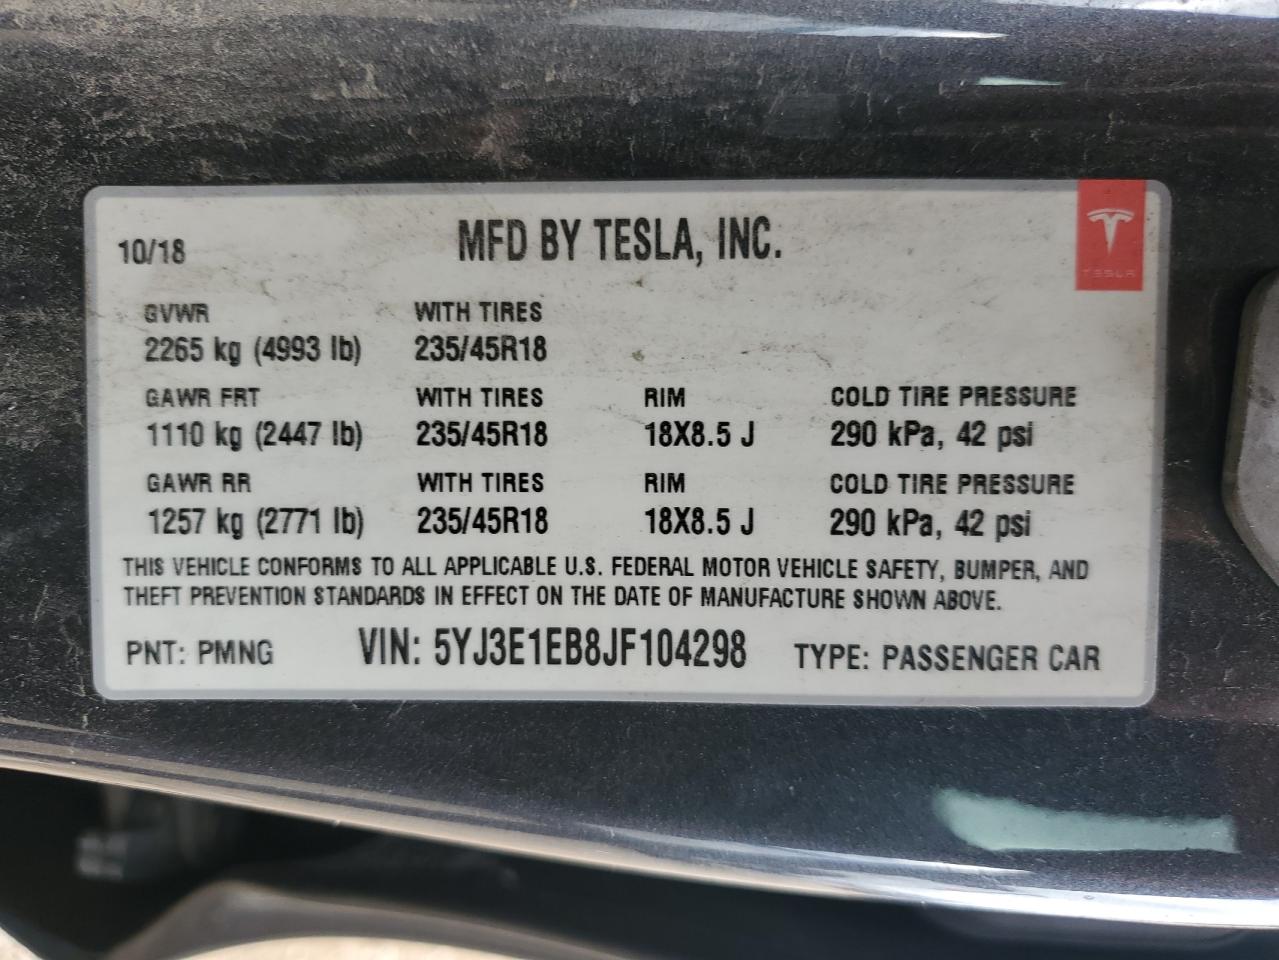 10/18 MFD BY TESLA, INC.
TESLA
GVWR WITH TIRES
2265 kg (4993 lb) 235/45R18
GAWR FRT WITH TIRES RIM COLD TIRE PRESSURE
1110 kg (2447 lb) 235/45R18 18X8.5 J 290 kPa, 42 psi
GAWR RR WITH TIRES RIM COLD TIRE PRESSURE
1257 kg (2771 lb) 235/45R18 18X8.5 J 290 kPa, 42 psi
THIS VEHICLE CONFORMS TO ALL APPLICABLE U.S. FEDERAL MOTOR VEHICLE SAFETY, BUMPER, AND
THEFT PREVENTION STANDARDS IN EFFECT ON THE DATE OF MANUFACTURE SHOWN ABOVE.
PNT: PMNG VIN: 5YJ3E1EB8JF104298 TYPE: PASSENGER CAR